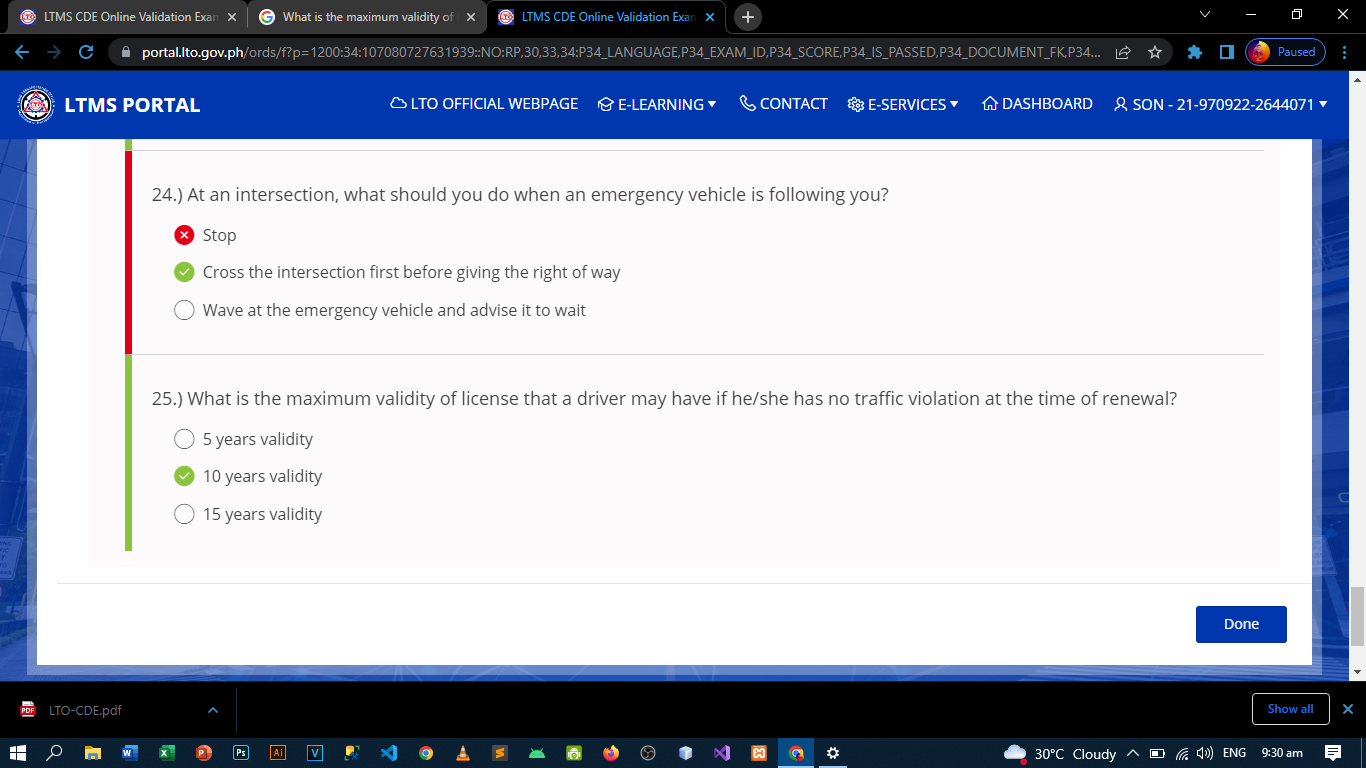 LTMS CDE Online Validation Exan
What is the maximum validity of
LTMS CDE Online Validation Exan
portal.lto.gov.ph/ords/f?p=1200:34:107080727631939::NO:RP,30,33,34:P34_LANGUAGE,P34_EXAM_ID,P34_SCORE,P34_IS_PASSED,P34_DOCUMENT_FK,P34...
Paused
LTMS PORTAL
LTO OFFICIAL WEBPAGE
E-LEARNING
CONTACT
E-SERVICES
DASHBOARD
SON - 21-970922-2644071
24.) At an intersection, what should you do when an emergency vehicle is following you?
Stop
Cross the intersection first before giving the right of way
Wave at the emergency vehicle and advise it to wait
25.) What is the maximum validity of license that a driver may have if he/she has no traffic violation at the time of renewal?
5 years validity
10 years validity
15 years validity
Done
LTO-CDE.pdf
Show all
30°C Cloudy
ENG
9:30 am